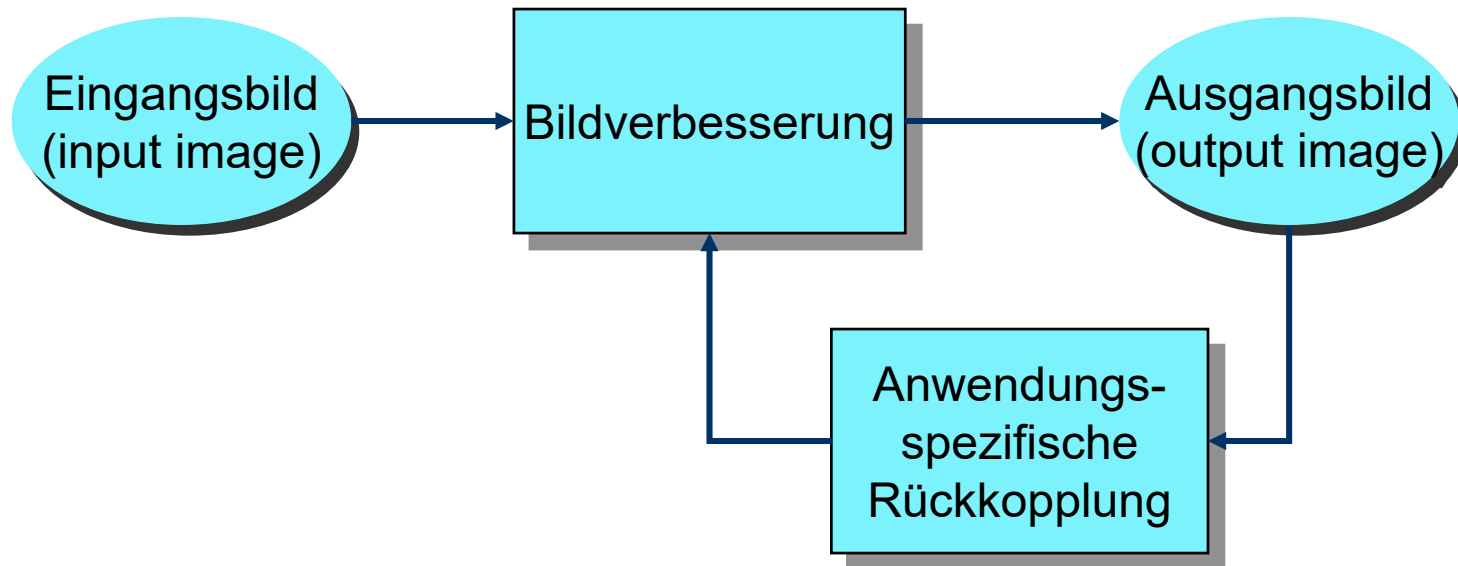 Eingangsbild
(input image)
Bildverbesserung
Ausgangsbild
(output image)
Anwendungs-
spezifische
Rückkopplung